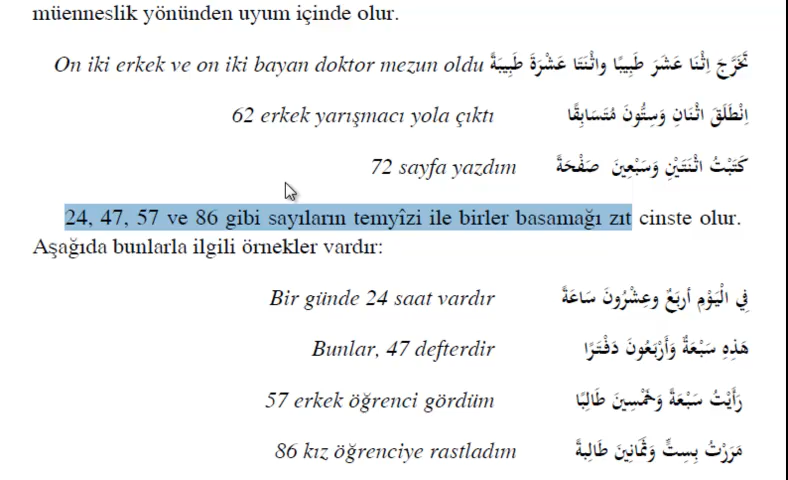 müenneslik yönünden uyum içinde olur.
On iki erkek ve on iki bayan doktor mezun oldu تَخَرَّجَ اِثْنَا عَشَرَ طَبِيبًا واثْنَتَا عَشْرَةَ طَبِيبَةً
62 erkek yarışmacı yola çıktı اِنْطَلَقَ اثْنَانِ وَسِتُّونَ مُتَسَابِقًا
72 sayfa yazdım كَتَبْتُ اثْنَتَيْنِ وَسَبْعِينَ صَفْحَةً
24, 47, 57 ve 86 gibi sayıların temyîzi ile birler basamağı zıt cinste olur.
Aşağıda bunlarla ilgili örnekler vardır:
Bir günde 24 saat vardır فِي الْيَوْمِ أَرْبَعٌ وعِشْرُونَ سَاعَةً
Bunlar, 47 defterdir هَذِهِ سَبْعَةٌ وَأَرْبَعُونَ دَفْتَرًا
57 erkek öğrenci gördüm رَأَيْتُ سَبْعَةً وَخَمْسِينَ طَالِبًا
86 kız öğrenciye rastladım مَرَرْتُ بِسِتٍّ وَثَمَانِينَ طَالِبةً